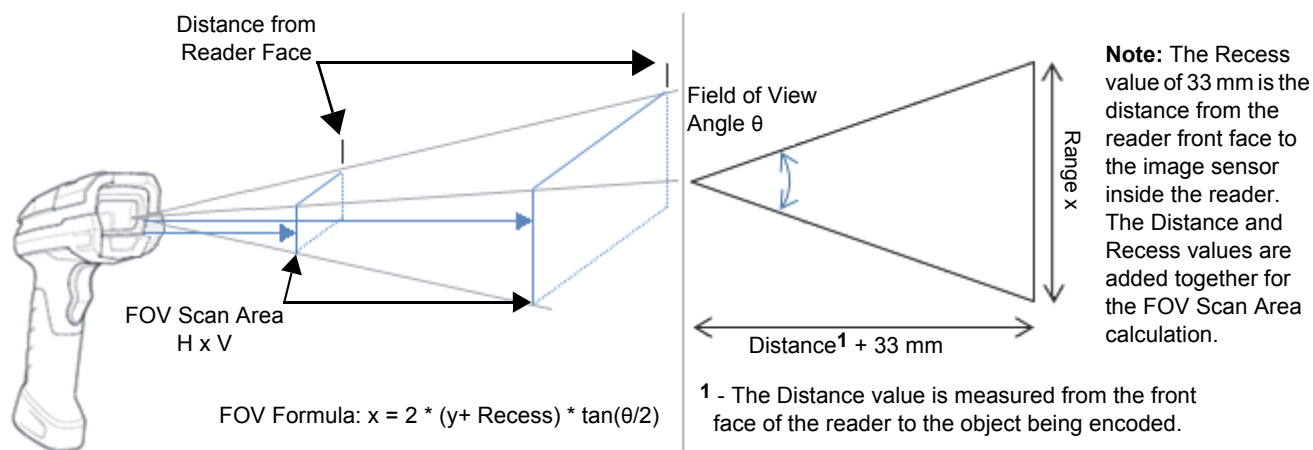 Distance from
Reader Face
FOV Scan Area
H x V
FOV Formula: x = 2 * (y+ Recess) * tan(θ/2)
Field of View
Angle θ
Range x
Distance1 + 33 mm
1 - The Distance value is measured from the front
face of the reader to the object being encoded.
Note: The Recess
value of 33 mm is the
distance from the
reader front face to
the image sensor
inside the reader.
The Distance and
Recess values are
added together for
the FOV Scan Area
calculation.